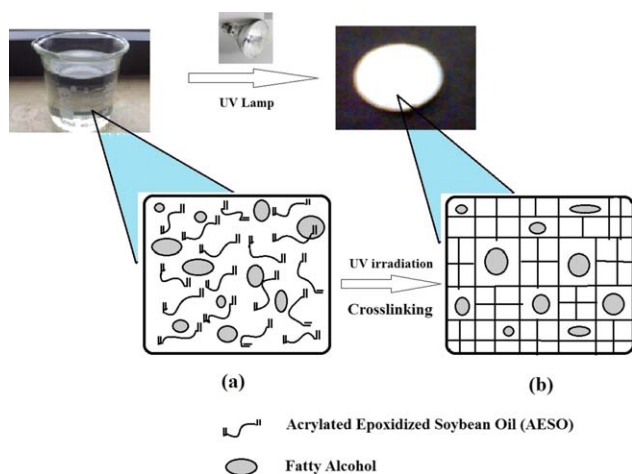 UV Lamp
UV irradiation
Crosslinking
(a)
(b)
Acrylated Epoxidized Soybean Oil (AESO)
Fatty Alcohol